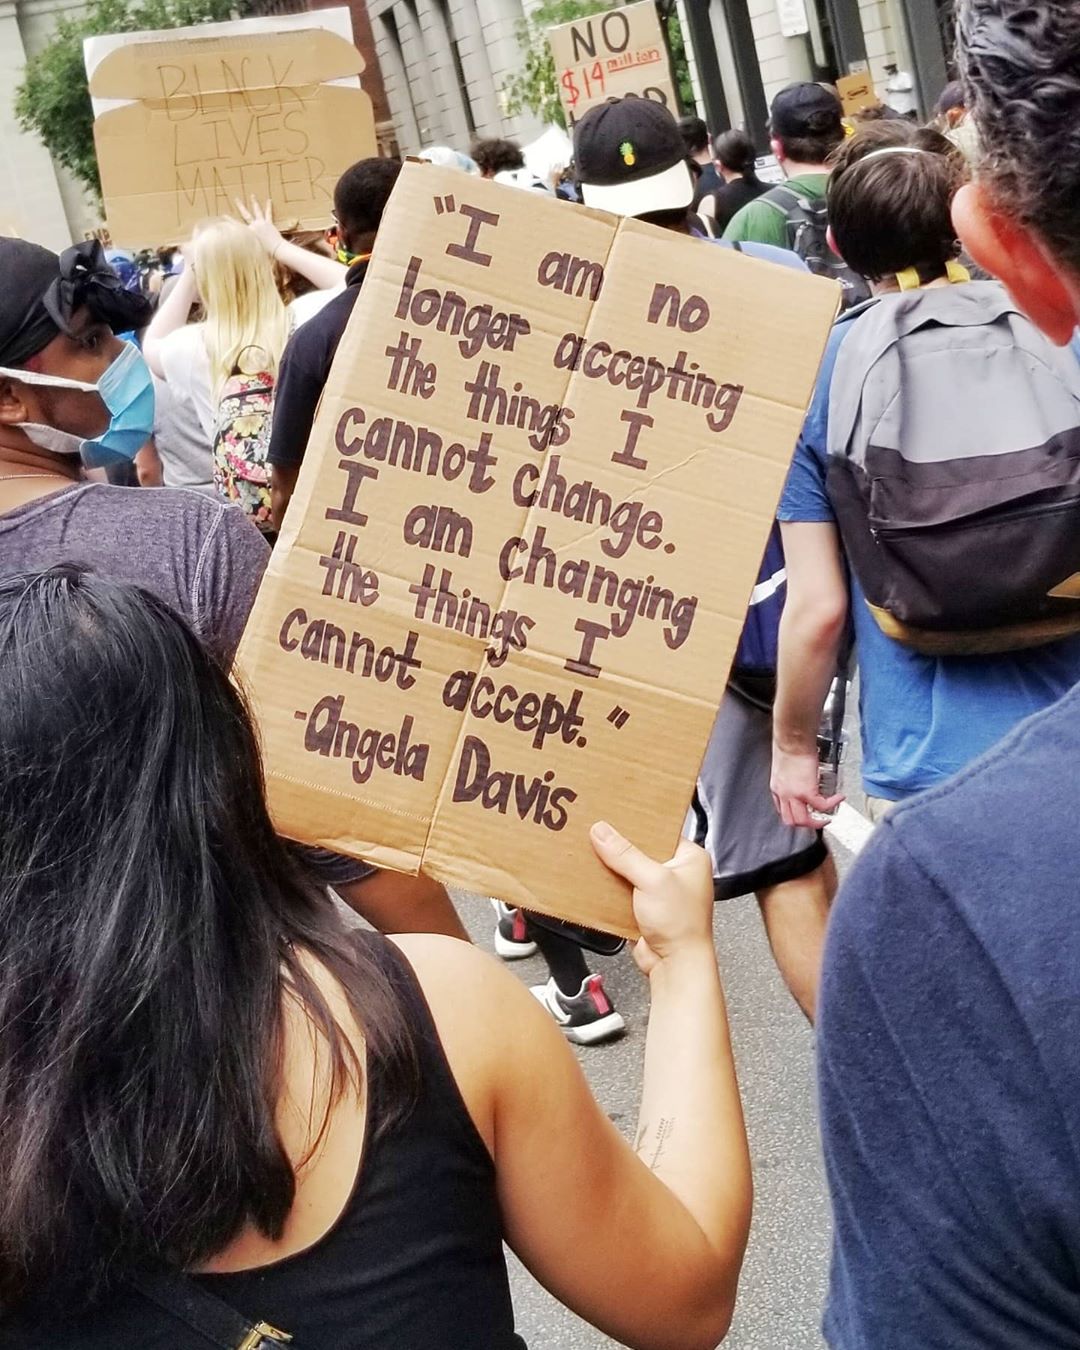 BLACK
LIVES
MATTER
NO
$14 million
"I am no
longer accepting
the things I
cannot change.
I am changing
the things I
cannot accept."
-Angela Davis